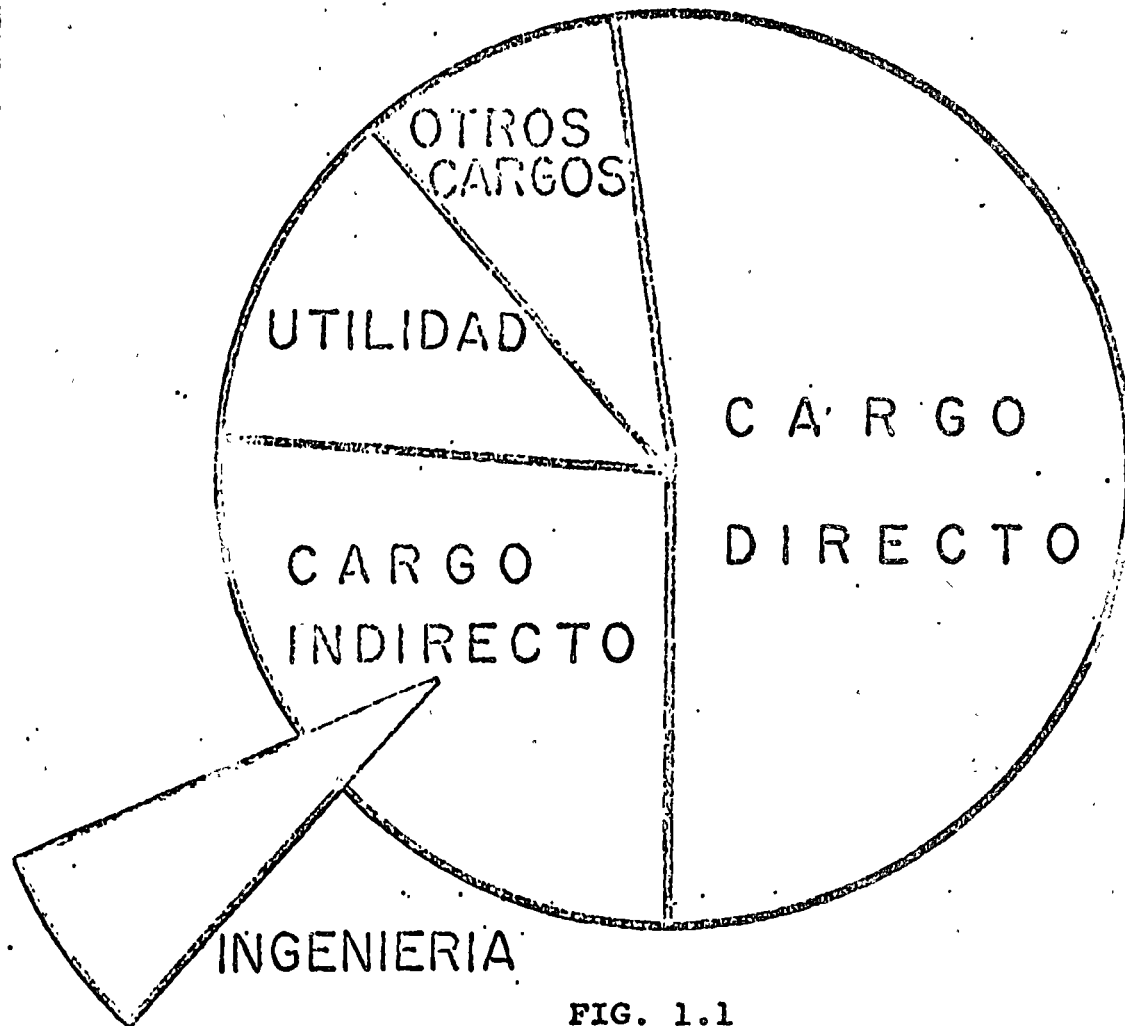 OTROS
CARGOS
UTILIDAD
CARGO
DIRECTO
CARGO
INDIRECTO
INGENIERIA
FIG. 1.1